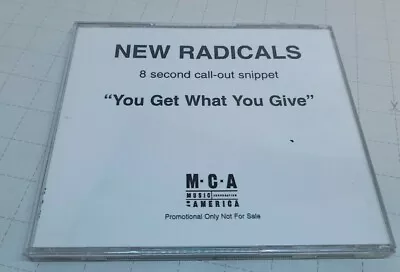 NEW RADICALS
8 second call-out snippet
“You Get What You Give”
M·C·A
MUSIC CORPORATION
OF AMERICA
Promotional Only Not For Sale